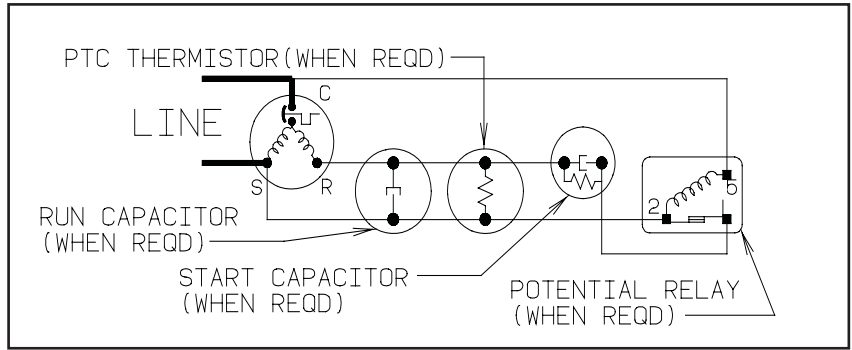 PTC THERMISTOR(WHEN REQD)
C
LINE
S
R
2
5
RUN CAPACITOR
(WHEN REQD)
START CAPACITOR
(WHEN REQD)
POTENTIAL RELAY
(WHEN REQD)